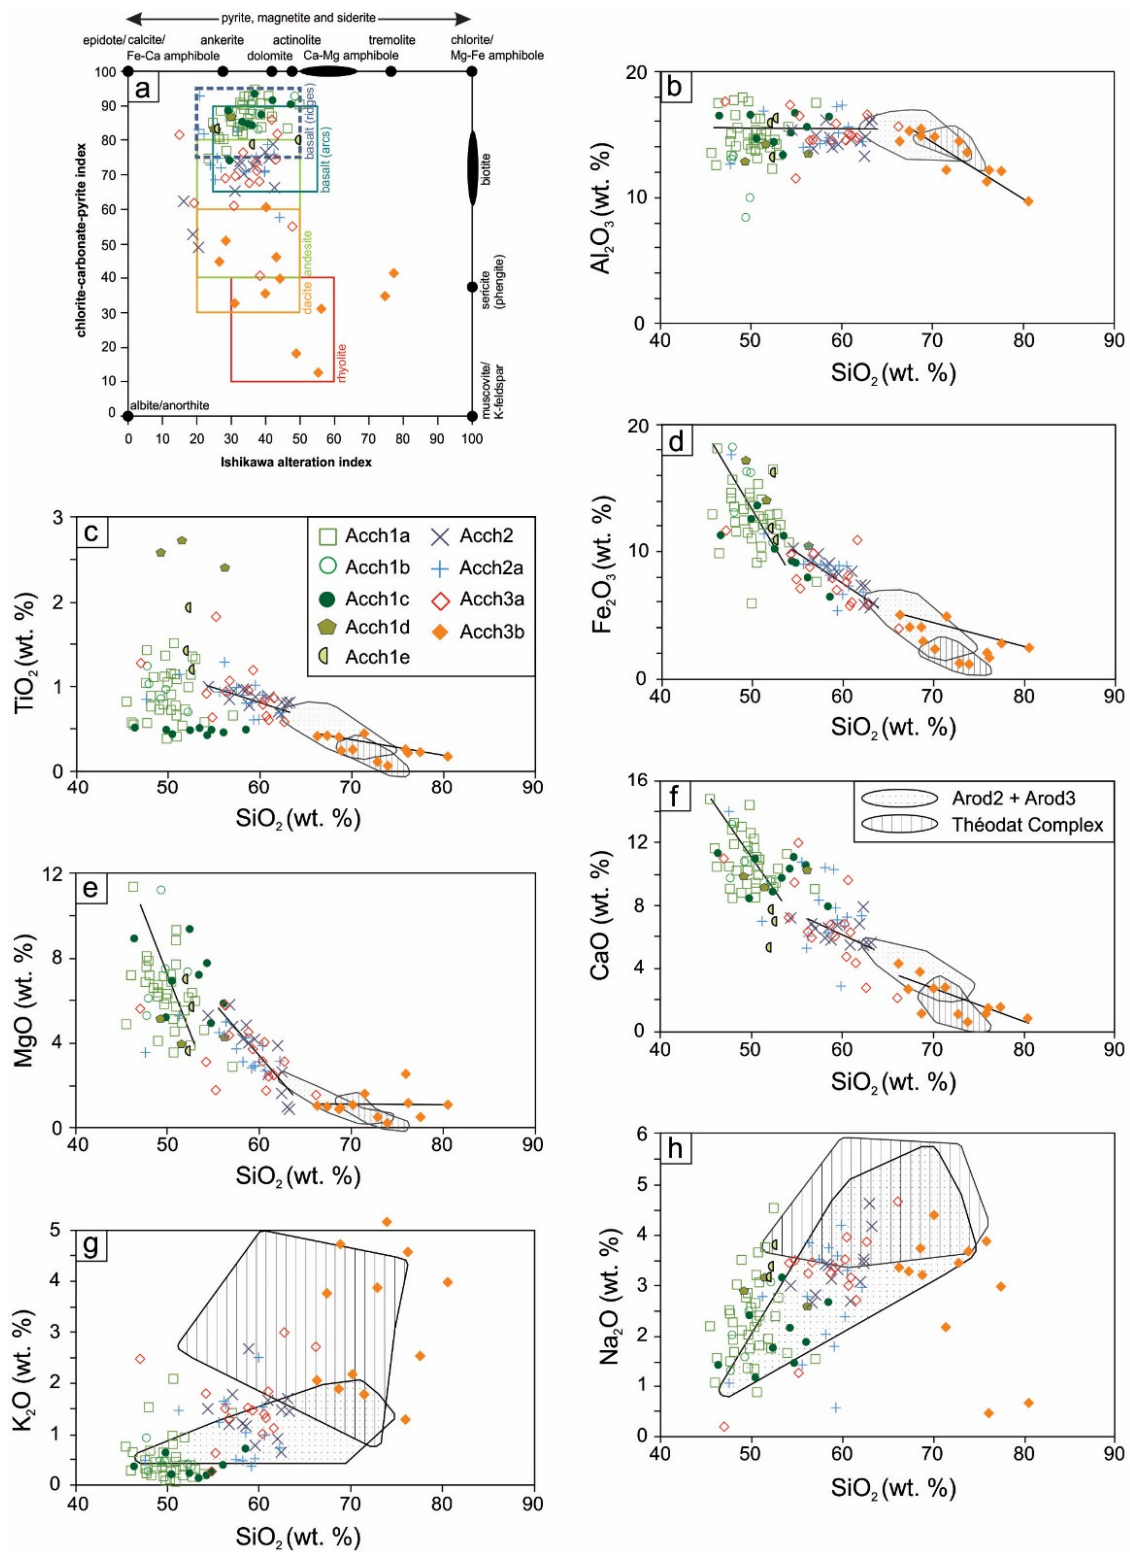 pyrite, magnetite and siderite
epidote/ calcite/ ankerite actinolite tremolite chlorite/
Fe-Ca amphibole dolomite Ca-Mg amphibole Mg-Fe amphibole
a
100
90
80
70
60
50
40
30
20
10
0
chlorite-carbonate-pyrite index
basalt (ridges)
basalt (arcs)
andesite
dacite
rhyolite
biotite
sericite
(phengite)
muscovite/
K-feldspar
albite/anorthite
0 10 20 30 40 50 60 70 80 100
Ishikawa alteration index
b
20
10
0
Al2O3 (wt. %)
40 50 60 70 80 90
SiO2 (wt. %)
c
3
2
1
0
TiO2 (wt. %)
Acch1a Acch2
Acch1b Acch2a
Acch1c Acch3a
Acch1d Acch3b
Acch1e
40 50 60 70 80 90
SiO2 (wt. %)
d
20
10
0
Fe2O3 (wt. %)
40 50 60 70 80 90
SiO2 (wt. %)
e
12
8
4
0
MgO (wt. %)
40 50 60 70 80 90
SiO2 (wt. %)
f
16
12
8
4
0
CaO (wt. %)
Arod2 + Arod3
Théodat Complex
40 50 60 70 80 90
SiO2 (wt. %)
g
5
4
3
2
1
0
K2O (wt. %)
40 50 60 70 80 90
SiO2 (wt. %)
h
6
5
4
3
2
1
0
Na2O (wt. %)
40 50 60 70 80 90
SiO2 (wt. %)